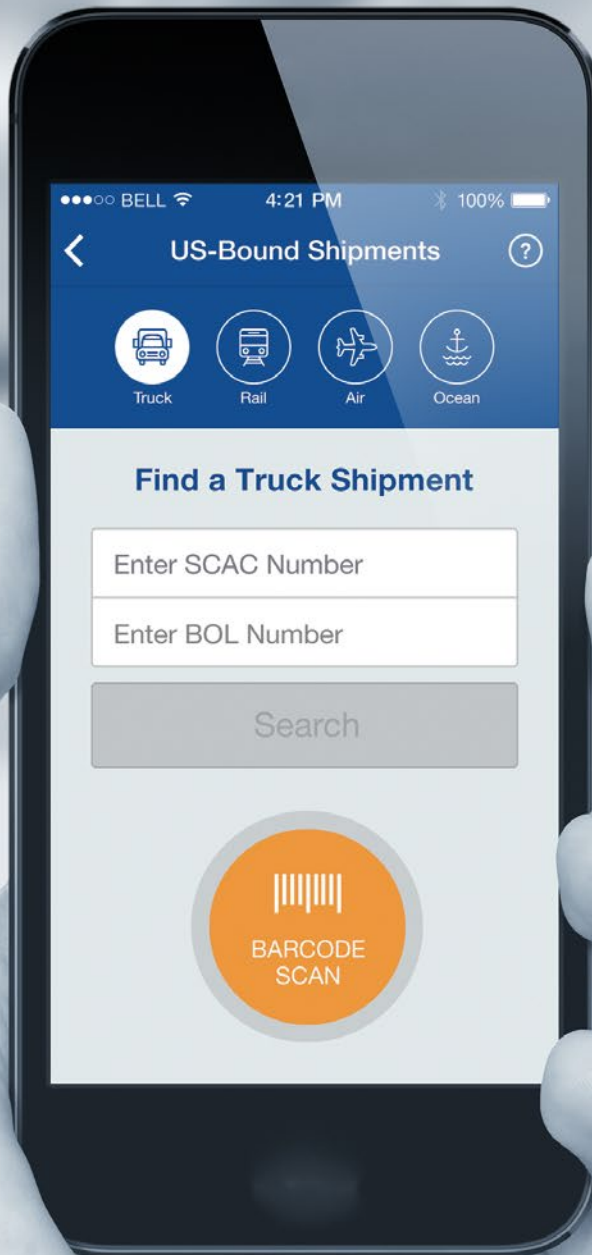 BELL 4:21 PM 100%
US-Bound Shipments ?
Truck Rail Air Ocean
Find a Truck Shipment
Enter SCAC Number
Enter BOL Number
Search
BARCODE
SCAN